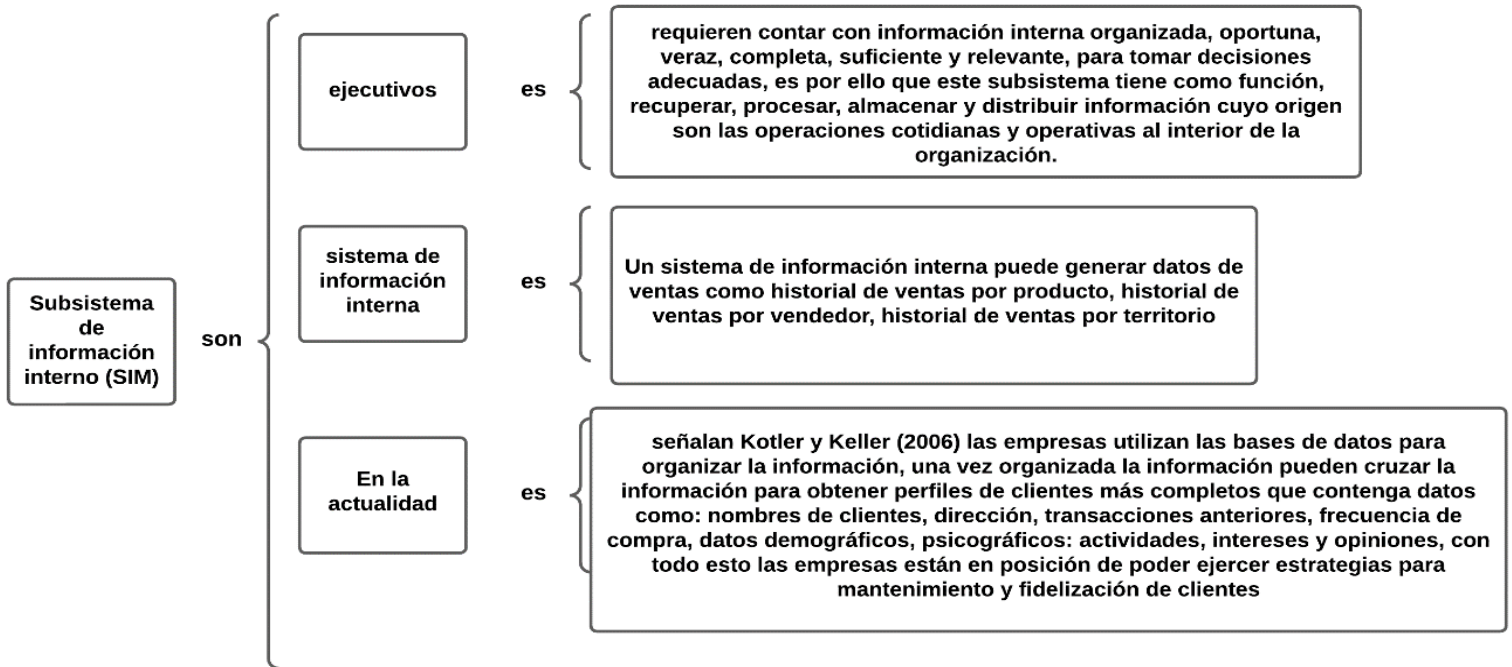 Subsistema
de
información
interno (SIM)
son
ejecutivos
es
requieren contar con información interna organizada, oportuna,
veraz, completa, suficiente y relevante, para tomar decisiones
adecuadas, es por ello que este subsistema tiene como función,
recuperar, procesar, almacenar y distribuir información cuyo origen
son las operaciones cotidianas y operativas al interior de la
organización.
sistema de
información
interna
es
Un sistema de información interna puede generar datos de
ventas como historial de ventas por producto, historial de
ventas por vendedor, historial de ventas por territorio
En la
actualidad
es
señalan Kotler y Keller (2006) las empresas utilizan las bases de datos para
organizar la información, una vez organizada la información pueden cruzar la
información para obtener perfiles de clientes más completos que contenga datos
como: nombres de clientes, dirección, transacciones anteriores, frecuencia de
compra, datos demográficos, psicográficos: actividades, intereses y opiniones, con
todo esto las empresas están en posición de poder ejercer estrategias para
mantenimiento y fidelización de clientes